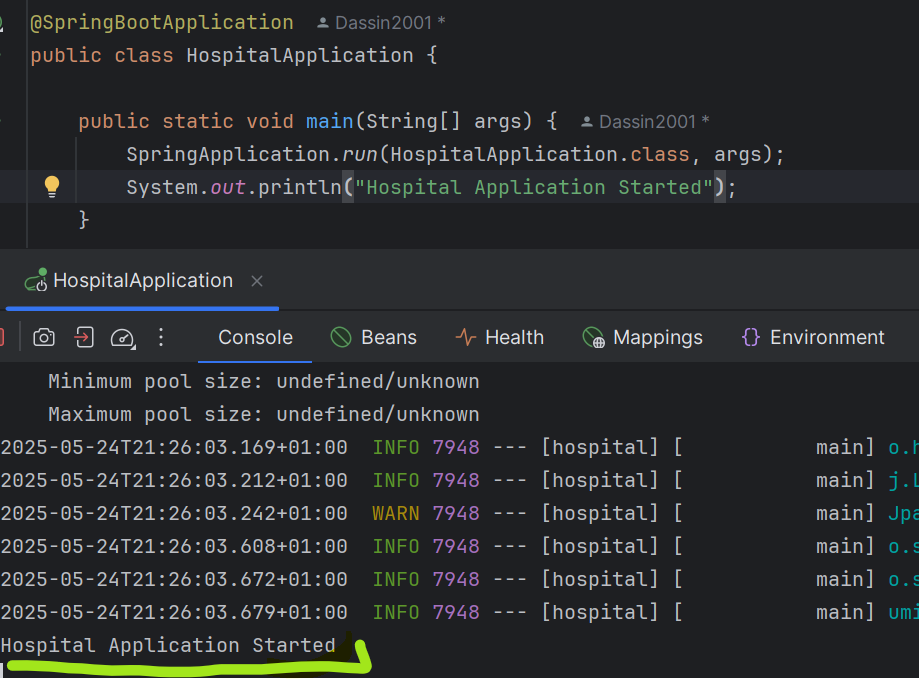 @SpringBootApplication Dassin2001 *
public class HospitalApplication {
public static void main(String[] args) { Dassin2001 *
SpringApplication.run(HospitalApplication.class, args);
System.out.println("Hospital Application Started");
}
HospitalApplication
Console Beans Health Mappings {} Environment
Minimum pool size: undefined/unknown
Maximum pool size: undefined/unknown
2025-05-24T21:26:03.169+01:00 INFO 7948 --- [hospital] [ main] o.h
2025-05-24T21:26:03.212+01:00 INFO 7948 --- [hospital] [ main] j.L
2025-05-24T21:26:03.242+01:00 WARN 7948 --- [hospital] [ main] Jpa
2025-05-24T21:26:03.608+01:00 INFO 7948 --- [hospital] [ main] o.s
2025-05-24T21:26:03.672+01:00 INFO 7948 --- [hospital] [ main] o.s
2025-05-24T21:26:03.679+01:00 INFO 7948 --- [hospital] [ main] umi
Hospital Application Started